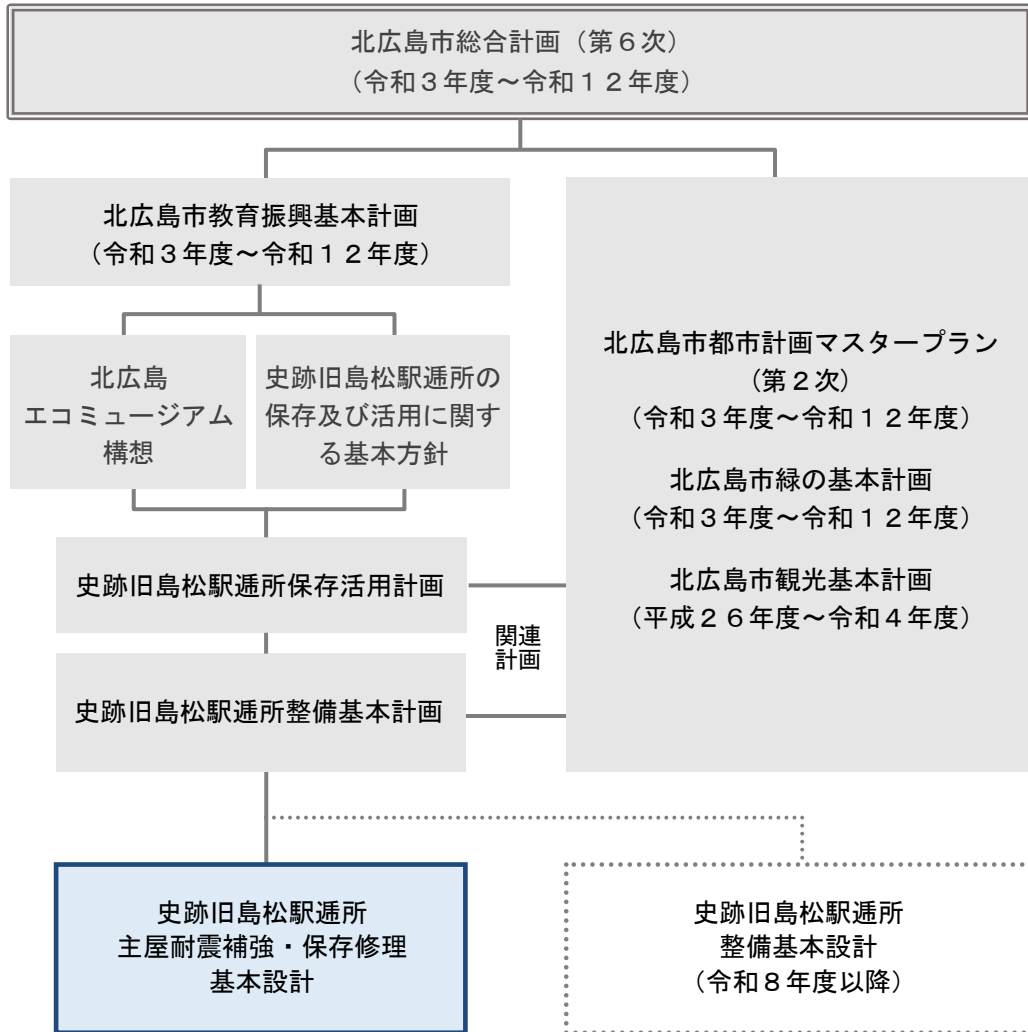 北広島市総合計画（第６次）
（令和３年度～令和１２年度）
北広島市教育振興基本計画
（令和３年度～令和１２年度）
北広島
エコミュージアム
構想
史跡旧島松駅逓所の
保存及び活用に関す
る基本方針
史跡旧島松駅逓所保存活用計画
史跡旧島松駅逓所整備基本計画
関連
計画
北広島市都市計画マスタープラン
（第２次）
（令和３年度～令和１２年度）
北広島市緑の基本計画
（令和３年度～令和１２年度）
北広島市観光基本計画
（平成２６年度～令和４年度）
史跡旧島松駅逓所
主屋耐震補強・保存修理
基本設計
史跡旧島松駅逓所
整備基本設計
（令和８年度以降）